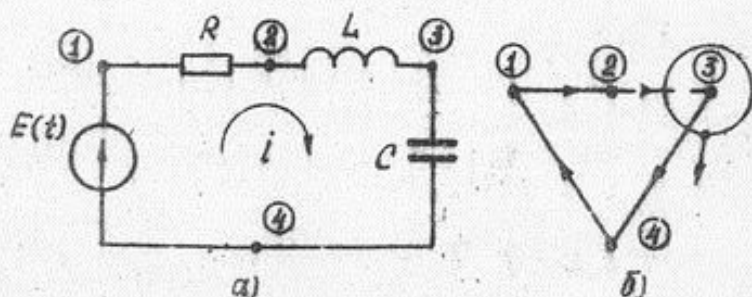 ① R ② L ③
E(t) i C
④
а)
① ② ③
④
б)